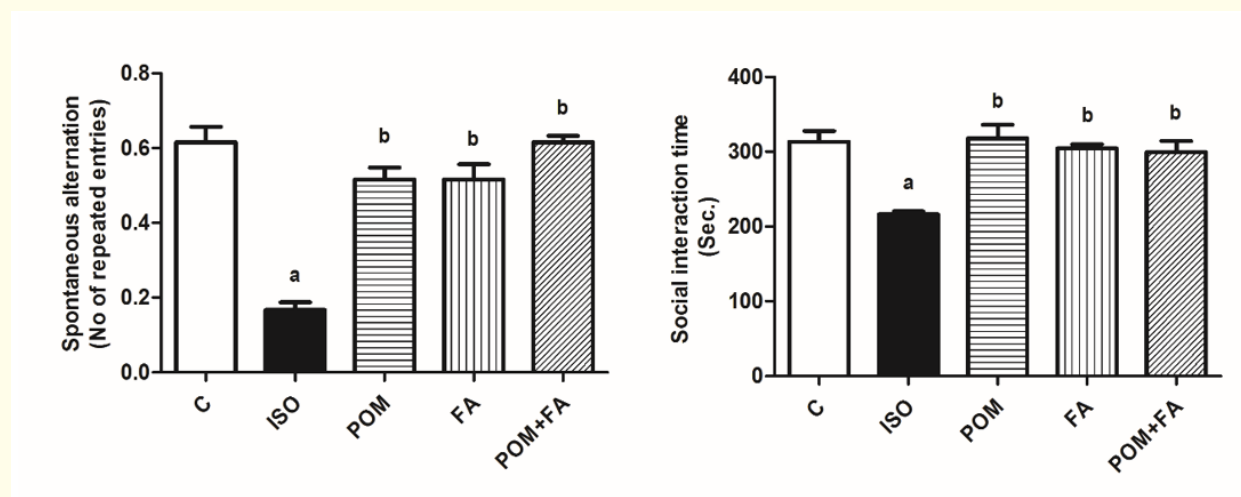 Spontaneous alternation
(No of repeated entries)
0.8
0.6
0.4
0.2
0.0
a
b
b
b
C
ISO
POM
FA
POM+FA
Social interaction time
(Sec.)
400
300
200
100
0
a
b
b
b
C
ISO
POM
FA
POM+FA